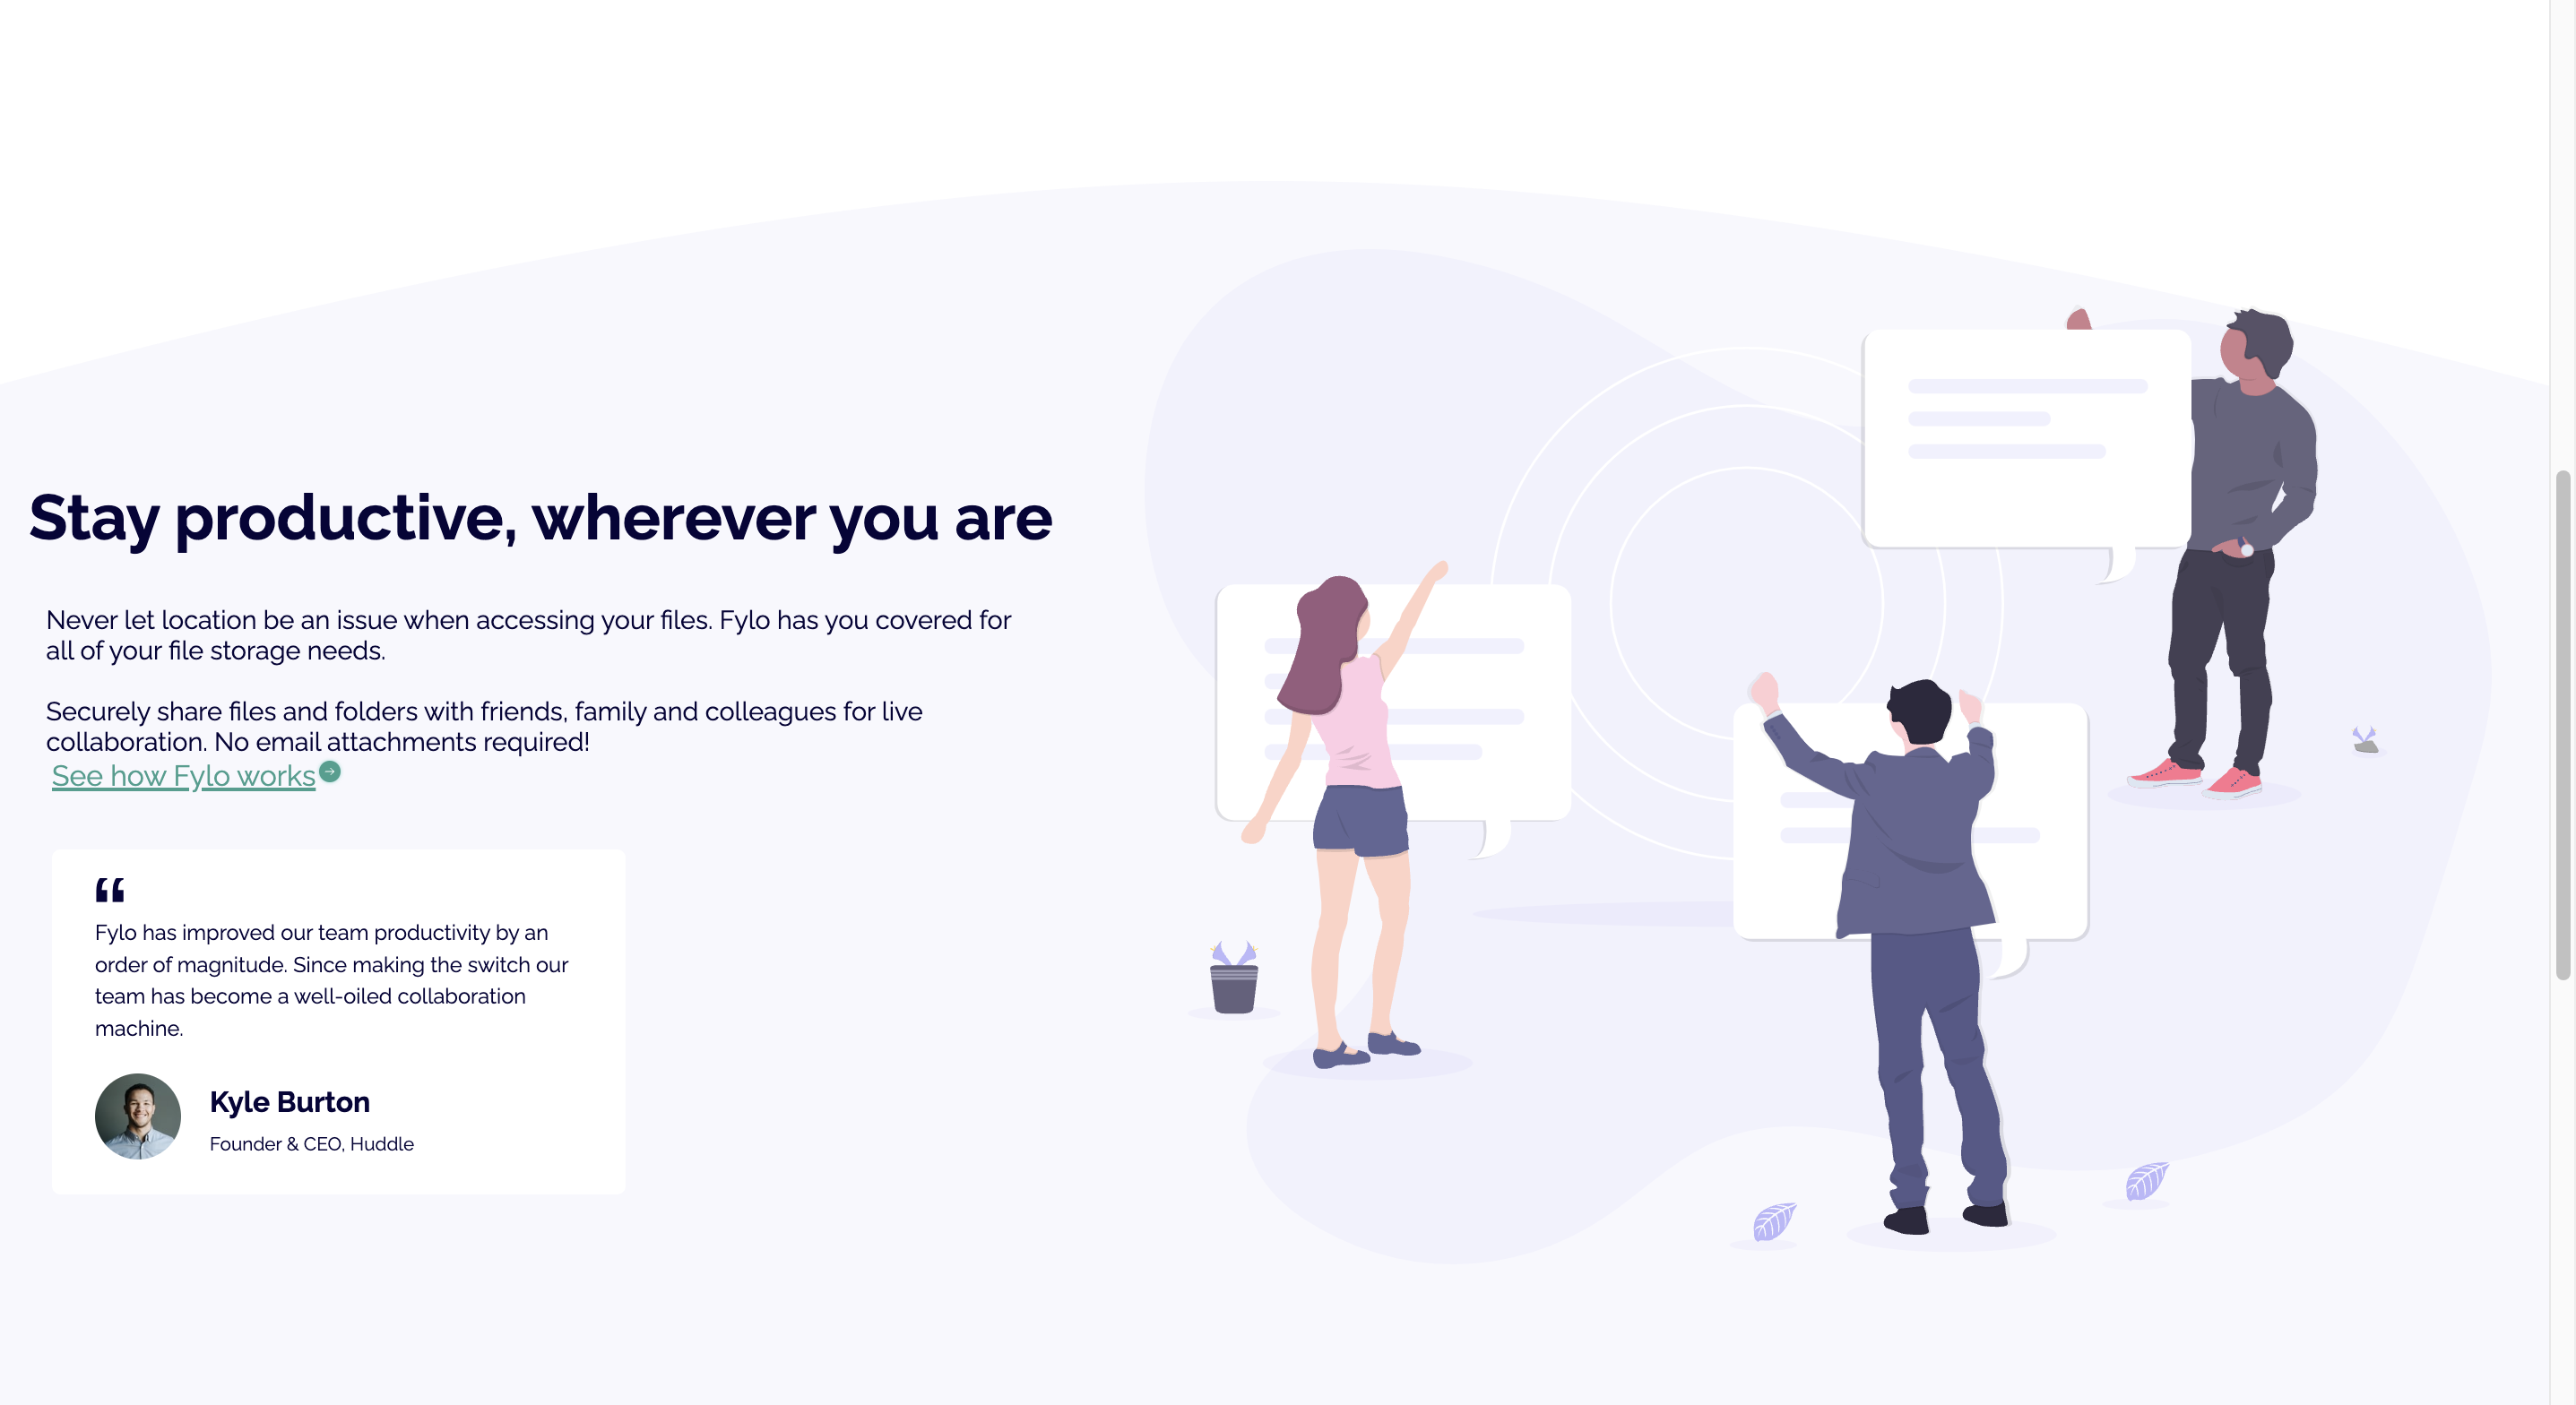 Stay productive, wherever you are
Never let location be an issue when accessing your files. Fylo has you covered for
all of your file storage needs.
Securely share files and folders with friends, family and colleagues for live
collaboration. No email attachments required!
See how Fylo works
“
Fylo has improved our team productivity by an
order of magnitude. Since making the switch our
team has become a well-oiled collaboration
machine.
Kyle Burton
Founder & CEO, Huddle